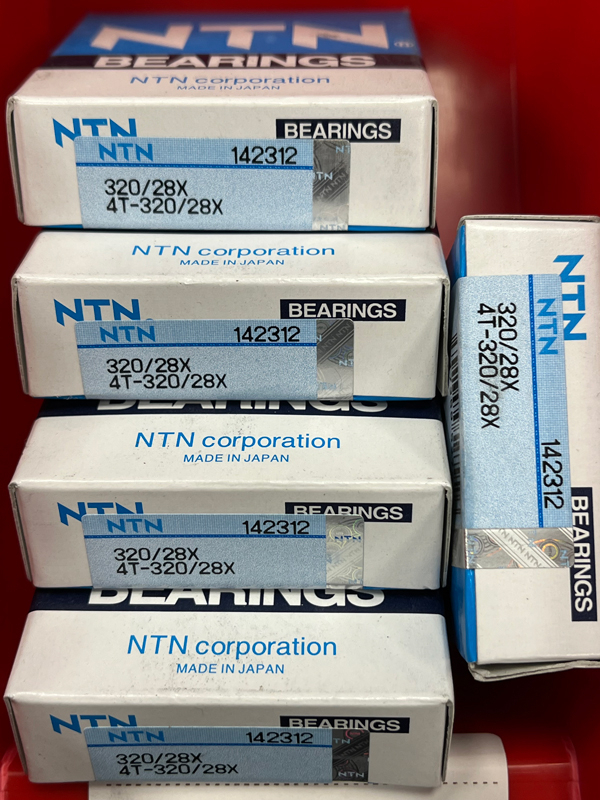 NTN
BEARINGS
NTN corporation
MADE IN JAPAN
NTN BEARINGS
NTN 142312
320/28X
4T-320/28X
NTN corporation
MADE IN JAPAN
NTN BEARINGS
NTN 142312
320/28X
4T-320/28X
BEARINGS
NTN corporation
MADE IN JAPAN
NTN BEARINGS
NTN 142312
320/28X
4T-320/28X
BEARINGS
NTN corporation
MADE IN JAPAN
NTN BEARINGS
NTN 142312
320/28X
4T-320/28X
NTN BEARINGS
NTN 142312
320/28X
4T-320/28X
NTN NTN